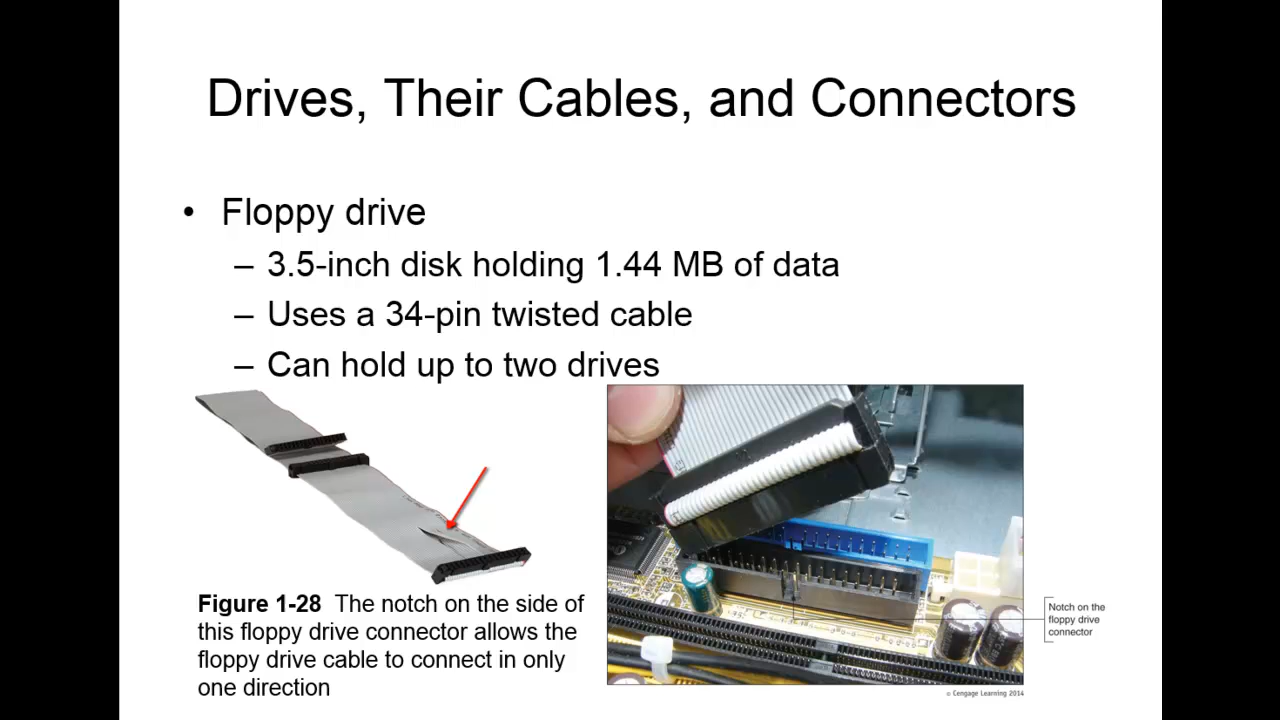 Drives, Their Cables, and Connectors
• Floppy drive
– 3.5-inch disk holding 1.44 MB of data
– Uses a 34-pin twisted cable
– Can hold up to two drives
Figure 1-28 The notch on the side of
this floppy drive connector allows the
floppy drive cable to connect in only
one direction
Notch on the
floppy drive
connector
© Cengage Learning 2014